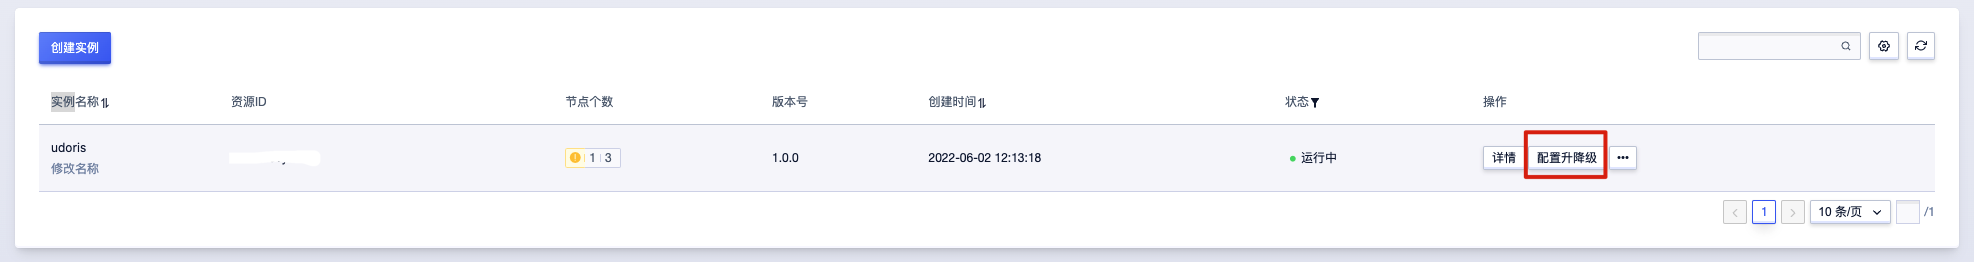 创建实例
实例名称 资源ID 节点个数 版本号 创建时间 状态 操作
udoris
修改名称
1 3 1.0.0 2022-06-02 12:13:18 运行中 详情 配置升降级 •••
1 10 条/页 /1